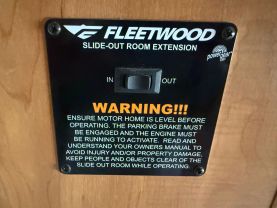 FLEETWOOD
SLIDE-OUT ROOM EXTENSION
powergear
IN OUT
WARNING!!!
ENSURE MOTOR HOME IS LEVEL BEFORE
OPERATING. THE PARKING BRAKE MUST
BE ENGAGED AND THE ENGINE MUST
BE RUNNING TO ACTIVATE. READ AND
UNDERSTAND YOUR OWNERS MANUAL TO
AVOID INJURY AND/OR PROPERTY DAMAGE,
KEEP PEOPLE AND OBJECTS CLEAR OF THE
SLIDE OUT ROOM WHILE OPERATING.